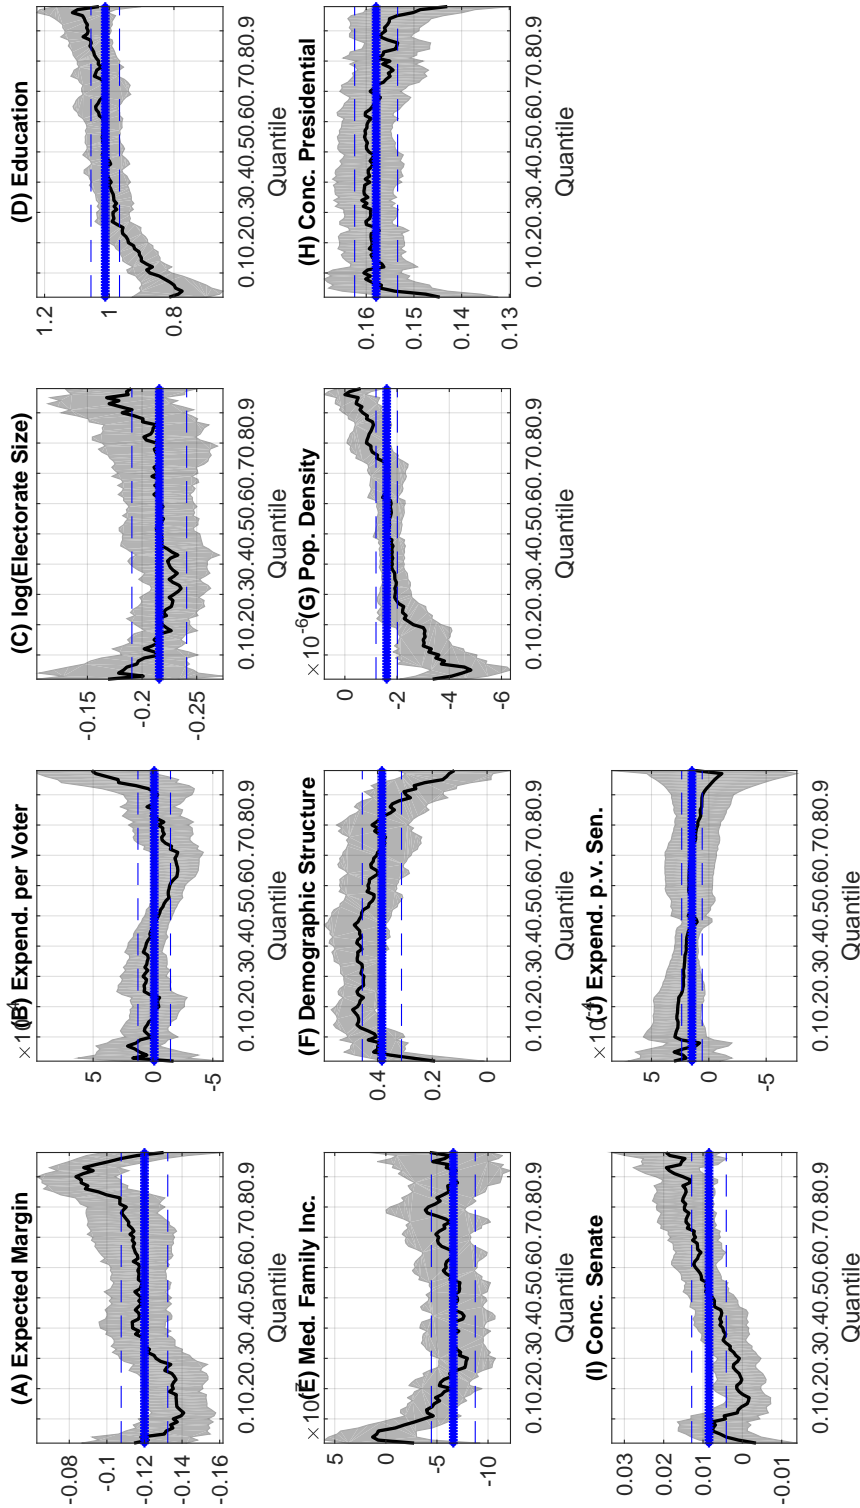 (A) Expected Margin
-0.08
-0.1
-0.12
-0.14
-0.16
0.10.20.30.40.50.60.70.80.9
Quantile
×10
(B) Expend. per Voter
5
0
-5
0.10.20.30.40.50.60.70.80.9
Quantile
(C) log(Electorate Size)
-0.15
-0.2
-0.25
0.10.20.30.40.50.60.70.80.9
Quantile
(D) Education
1.2
1
0.8
0.10.20.30.40.50.60.70.80.9
Quantile
×10
(E) Med. Family Inc.
5
0
-5
-10
0.10.20.30.40.50.60.70.80.9
Quantile
(F) Demographic Structure
0.4
0.2
0
0.10.20.30.40.50.60.70.80.9
Quantile
×10⁻⁶
(G) Pop. Density
0
-2
-4
-6
0.10.20.30.40.50.60.70.80.9
Quantile
(H) Conc. Presidential
0.16
0.15
0.14
0.13
0.10.20.30.40.50.60.70.80.9
Quantile
(I) Conc. Senate
0.03
0.02
0.01
0
-0.01
0.10.20.30.40.50.60.70.80.9
Quantile
×10
(J) Expend. p.v. Sen.
5
0
-5
0.10.20.30.40.50.60.70.80.9
Quantile